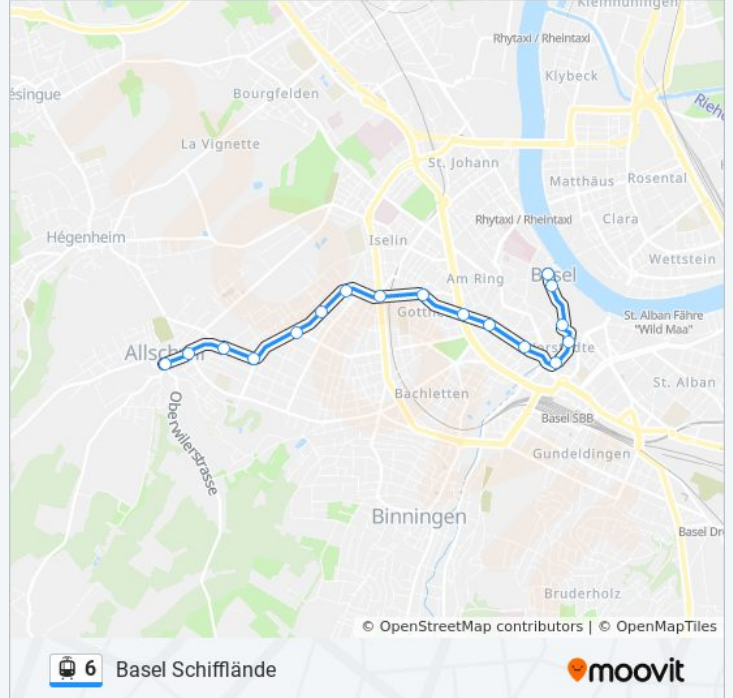 Kleinhüningen
Rhytaxi / Rheintaxi
ésingue
Bourgfelden
Klybeck
Riehe
La Vignette
St. Johann
Matthäus
Rosental
Rhytaxi / Rheintaxi
Clara
Hégenheim
Iselin
Wettstein
Am Ring
Basel
St. Alban Fähre
"Wild Maa"
Gotth
Allschwil
orstädte
St. Alban
Bachletten
Oberwilerstrasse
Basel SBB
Gundeldingen
Binningen
Basel Dr
Bruderholz
© OpenStreetMap contributors | © OpenMapTiles
6 Basel Schifflände
moovit